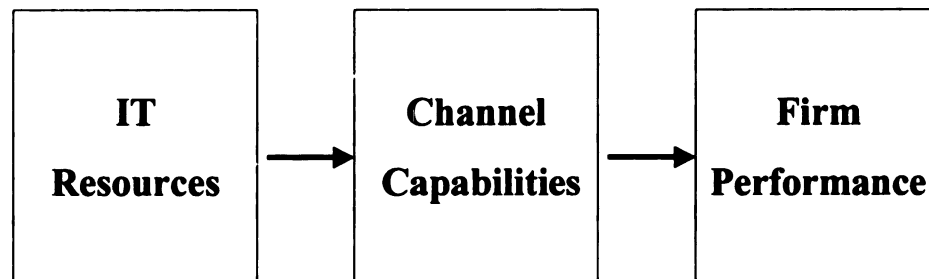 IT
Resources
Channel
Capabilities
Firm
Performance